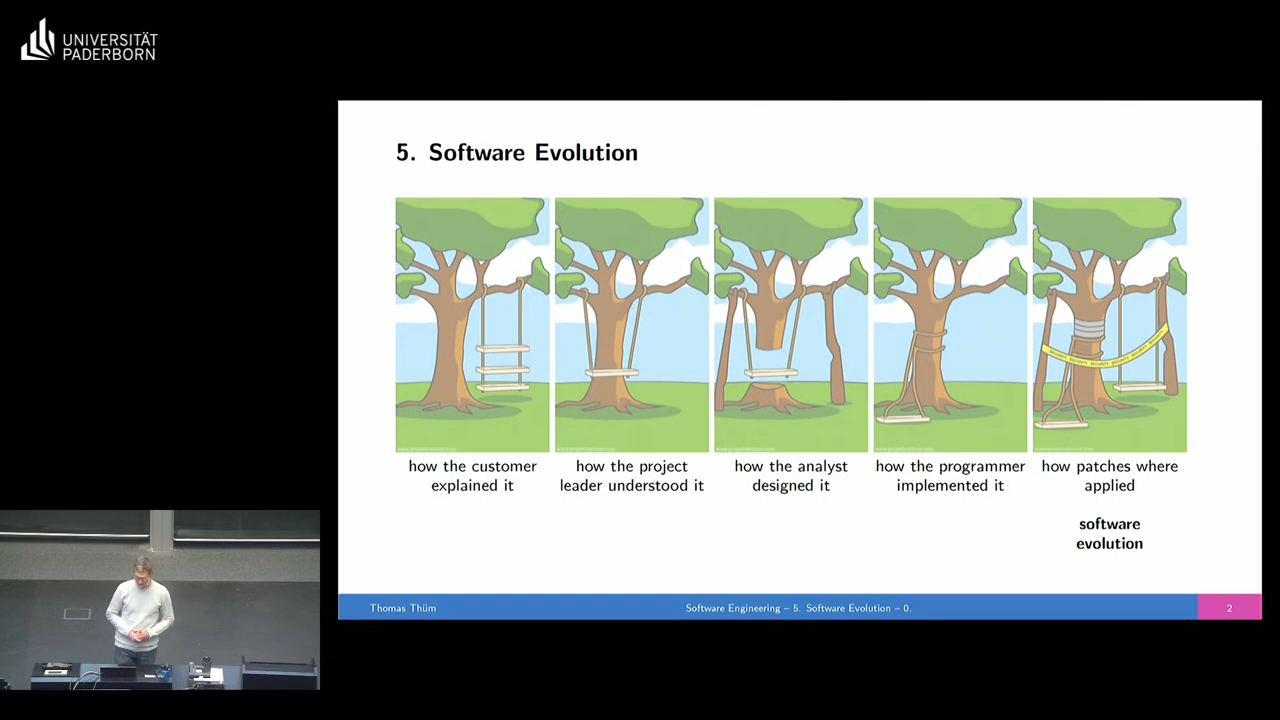 UNIVERSITÄT
PADERBORN
5. Software Evolution
how the customer
explained it
how the project
leader understood it
how the analyst
designed it
how the programmer
implemented it
how patches where
applied
software
evolution
Thomas Thüm
Software Engineering – 5. Software Evolution – 0.
2